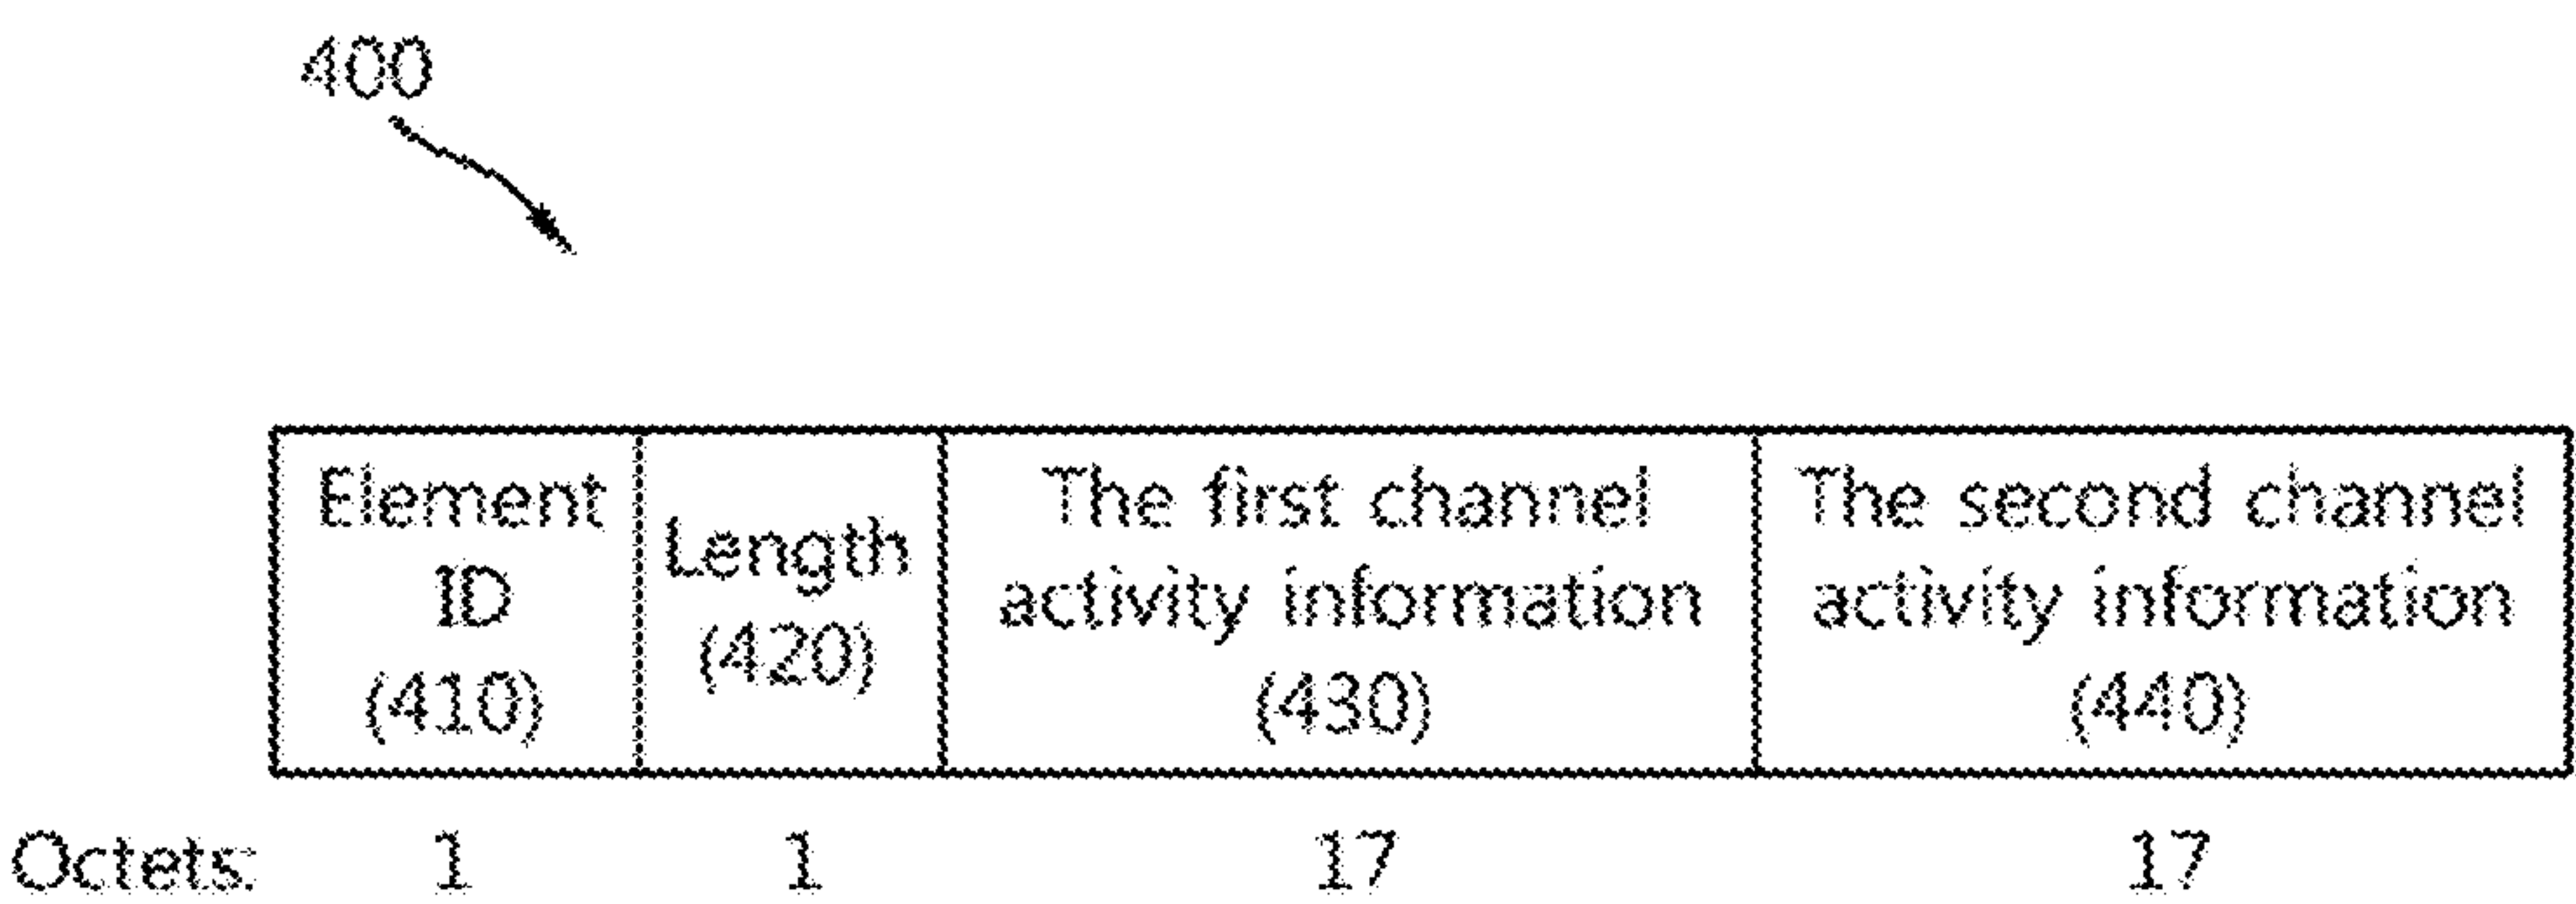 400
Element
ID
(410)
Length
(420)
The first channel
activity information
(430)
The second channel
activity information
(440)
Octets: 1 1 17 17